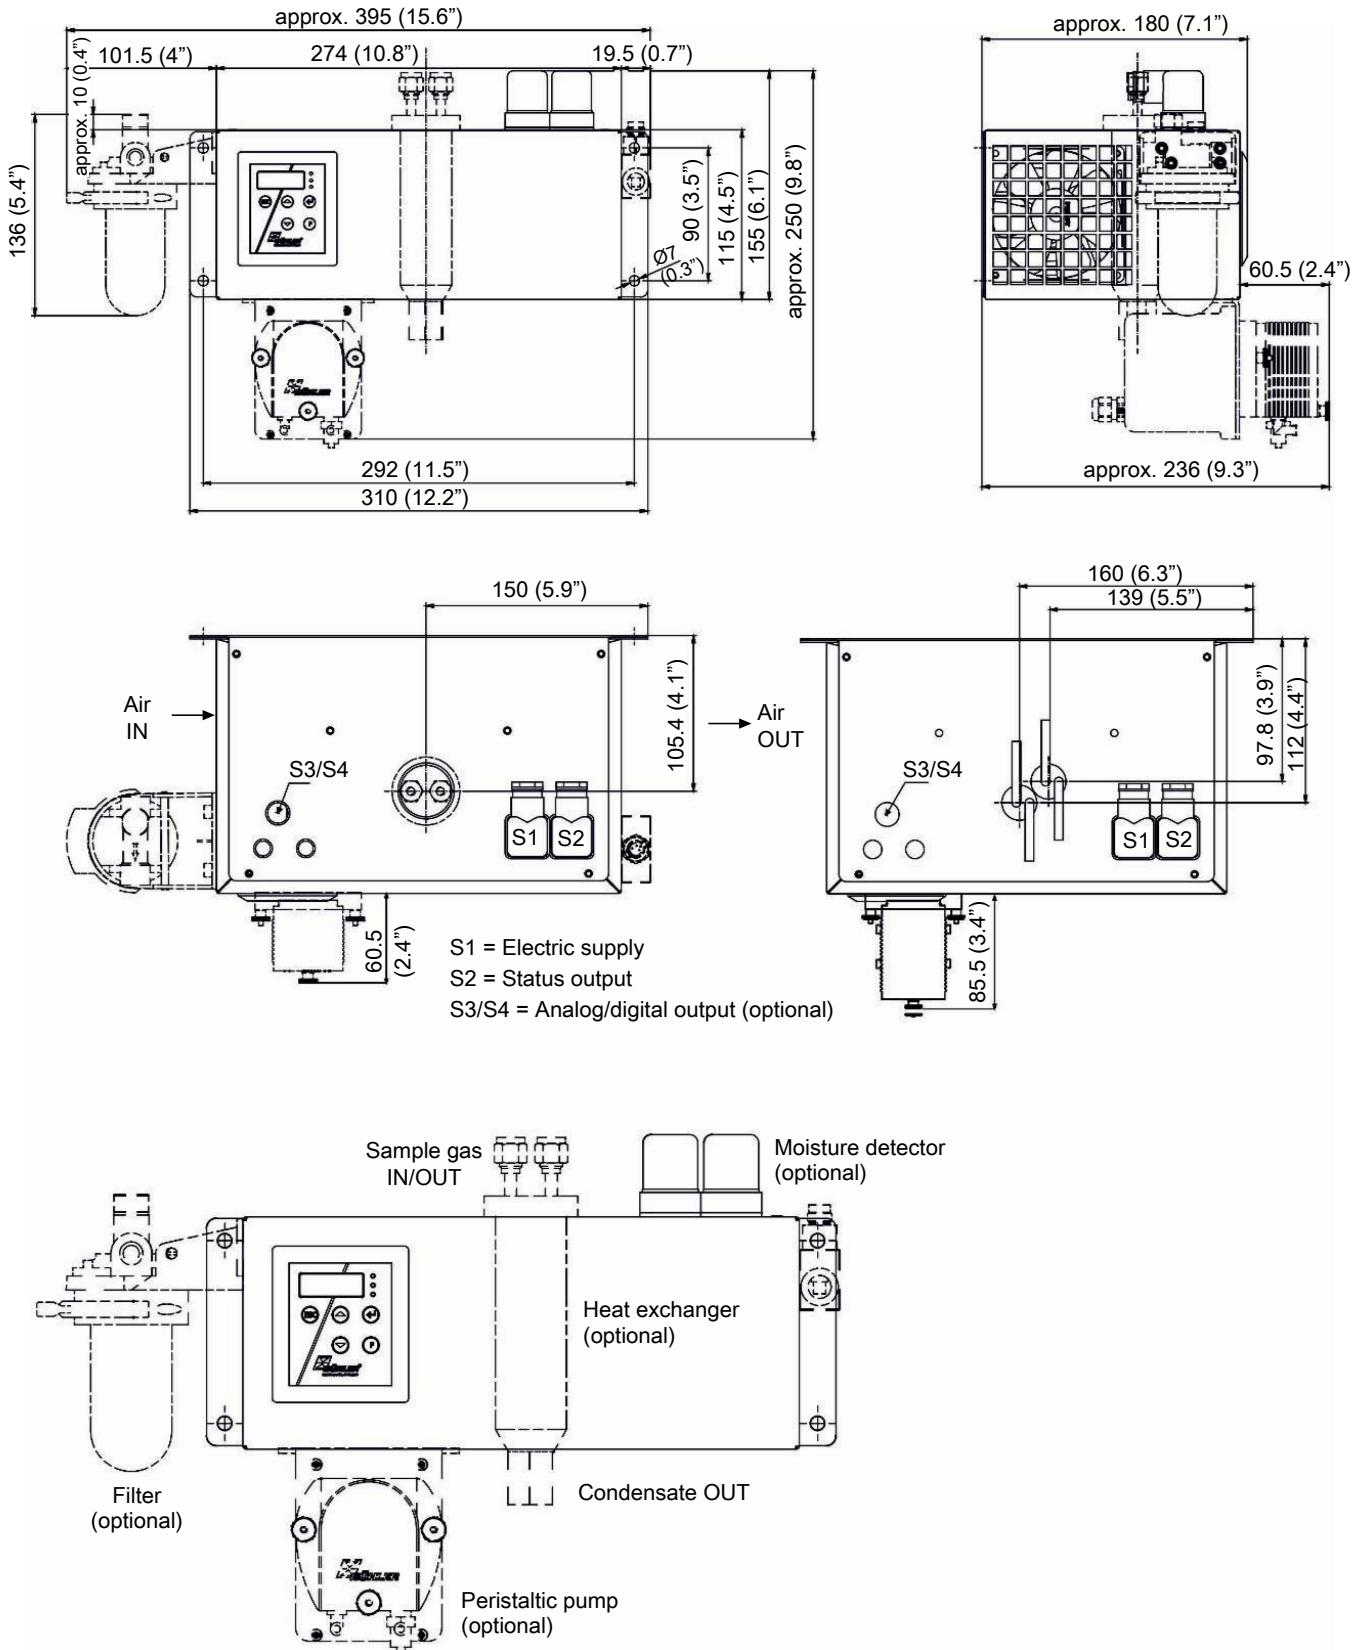 approx. 395 (15.6”)
101.5 (4”)
274 (10.8”)
19.5 (0.7”)
approx. 10 (0.4”)
136 (5.4”)
90 (3.5”)
115 (4.5”)
155 (6.1”)
approx. 250 (9.8”)
Ø7
(0.3”)
292 (11.5”)
310 (12.2”)
approx. 180 (7.1”)
60.5 (2.4”)
approx. 236 (9.3”)
150 (5.9”)
105.4 (4.1”)
Air
IN
Air
OUT
S3/S4
S1
S2
60.5
(2.4”)
160 (6.3”)
139 (5.5”)
97.8 (3.9”)
112 (4.4”)
S3/S4
S1
S2
85.5 (3.4”)
S1 = Electric supply
S2 = Status output
S3/S4 = Analog/digital output (optional)
Sample gas
IN/OUT
Moisture detector
(optional)
Heat exchanger
(optional)
ESC
F
Filter
(optional)
Condensate OUT
Peristaltic pump
(optional)